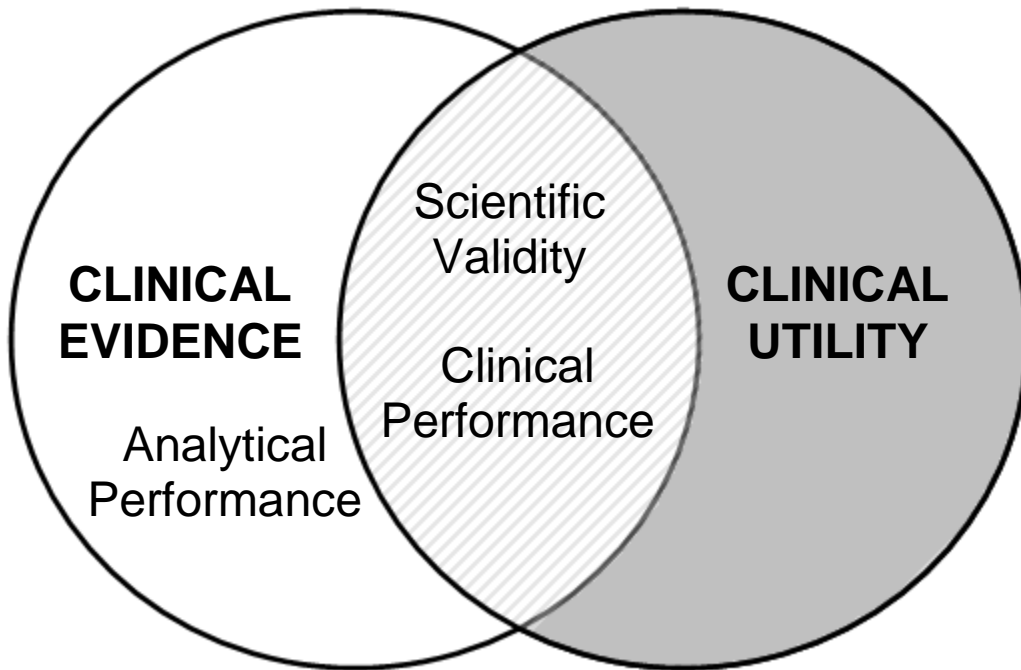 CLINICAL
EVIDENCE
Analytical
Performance
Scientific
Validity
Clinical
Performance
CLINICAL
UTILITY